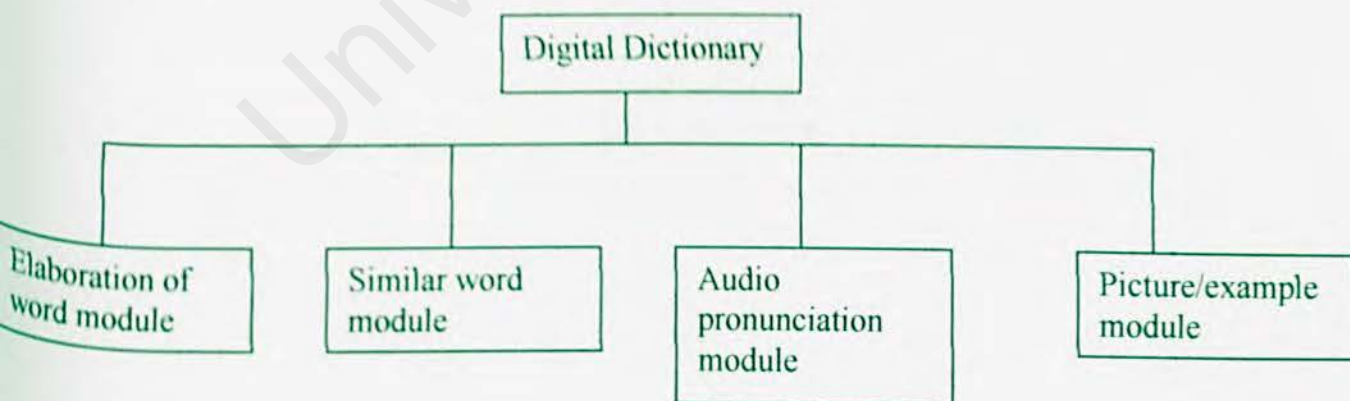 Digital Dictionary
Elaboration of
word module
Similar word
module
Audio
pronunciation
module
Picture/example
module